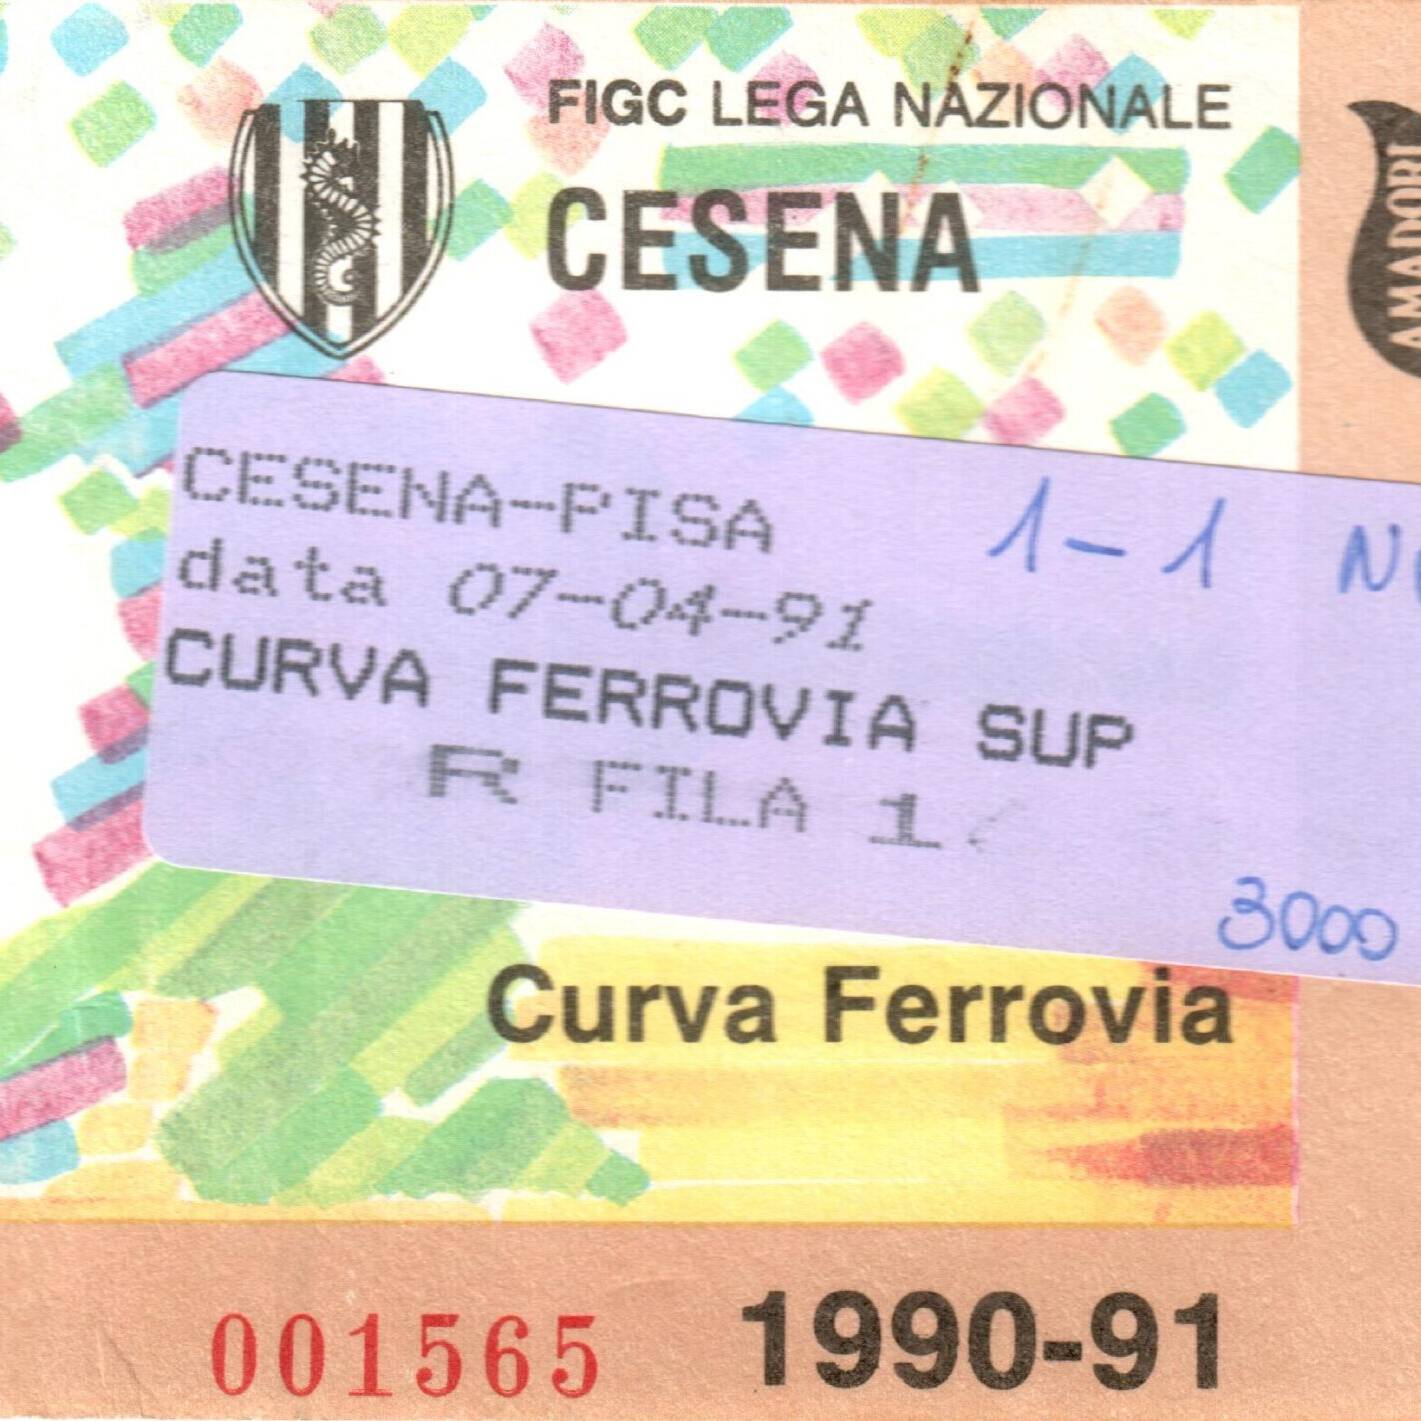 FIGC LEGA NAZIONALE
CESENA
AMADORI
CESENA-PISA 1-1
data 07-04-91
CURVA FERROVIA SUP
R FILA 1
3000
Curva Ferrovia
001565 1990-91